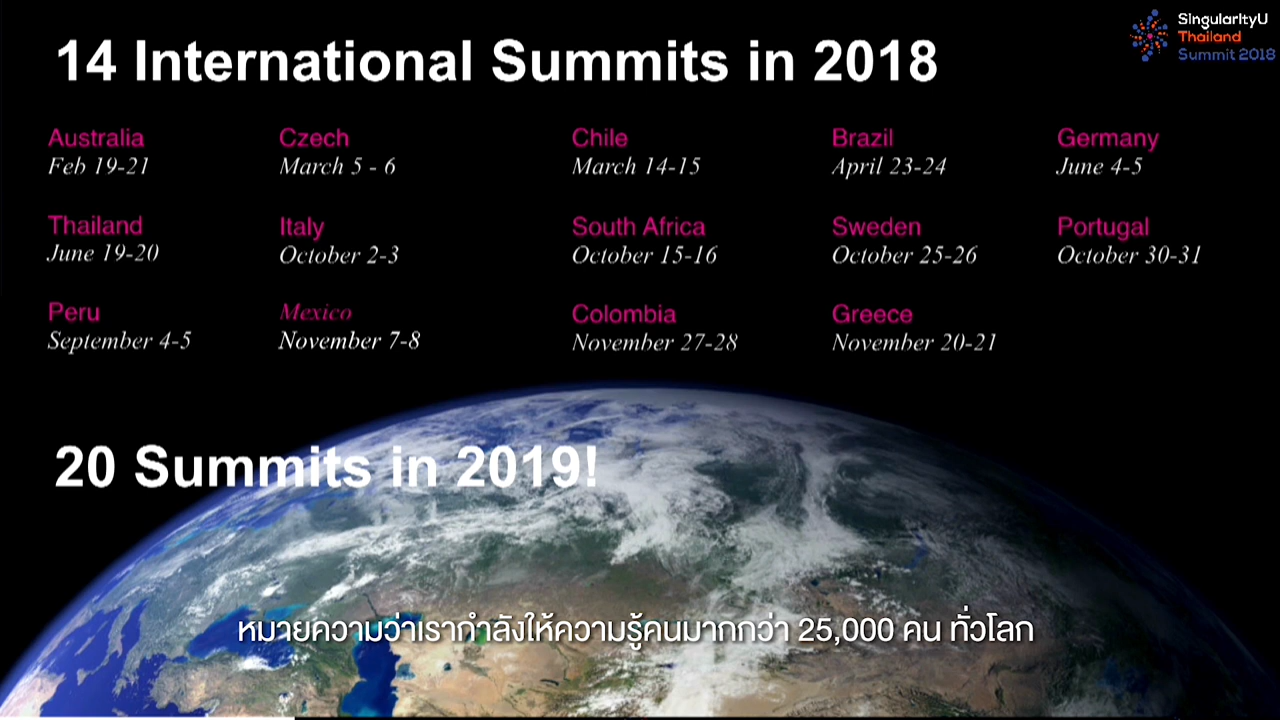 14 International Summits in 2018
SingularityU
Thailand
Summit 2018
Australia
Feb 19-21
Czech
March 5 - 6
Chile
March 14-15
Brazil
April 23-24
Germany
June 4-5
Thailand
June 19-20
Italy
October 2-3
South Africa
October 15-16
Sweden
October 25-26
Portugal
October 30-31
Peru
September 4-5
Mexico
November 7-8
Colombia
November 27-28
Greece
November 20-21
20 Summits in 2019!
หมายความว่าเรากำลังให้ความรู้คนมากกว่า 25,000 คน ทั่วโลก